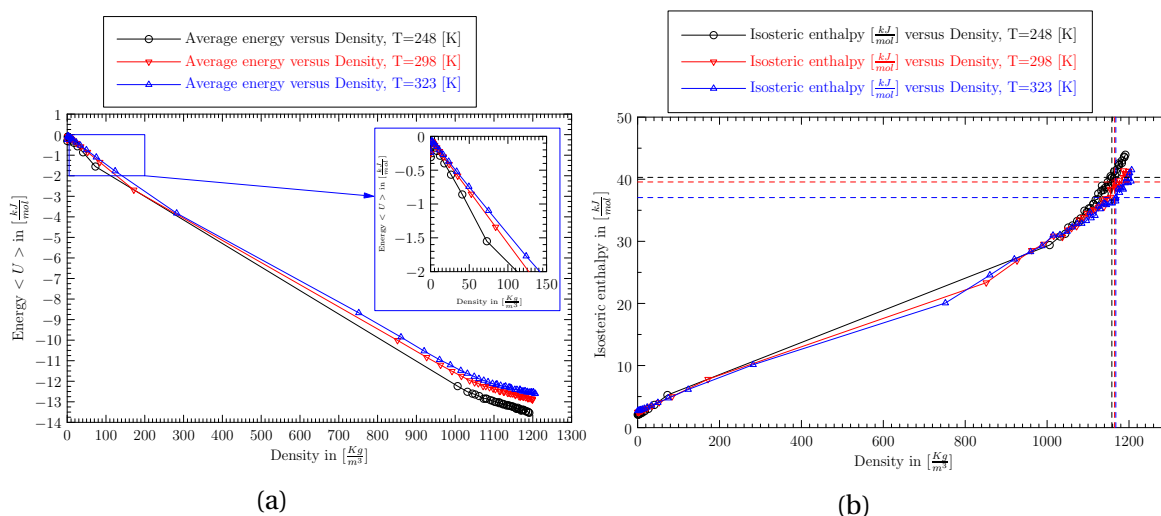 Average energy versus Density, T=248 [K]
Average energy versus Density, T=298 [K]
Average energy versus Density, T=323 [K]
1
0
−1
−2
−3
−4
−5
−6
−7
−8
−9
−10
−11
−12
−13
−14
Energy < U > in [kJ/mol]
0 100 200 300 400 500 600 700 800 900 1000 1100 1200 1300
Density in [Kg/m³]
0
−0.5
−1
−1.5
−2
Energy < U > in [kJ/mol]
0 50 100 150
Density in [Kg/m³]
(a)
Isosteric enthalpy [kJ/mol] versus Density, T=248 [K]
Isosteric enthalpy [kJ/mol] versus Density, T=298 [K]
Isosteric enthalpy [kJ/mol] versus Density, T=323 [K]
50
40
30
20
10
0
Isosteric enthalpy in [kJ/mol]
0 200 400 600 800 1000 1200
Density in [Kg/m³]
(b)